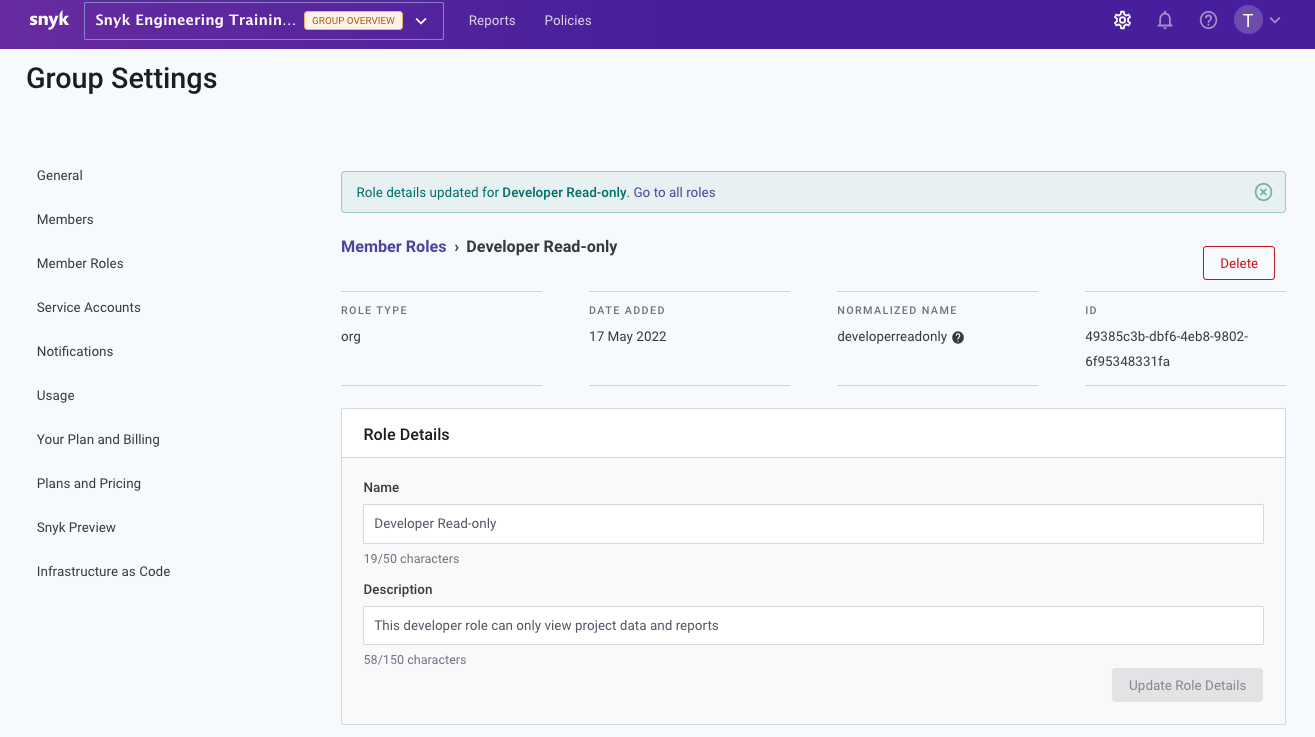 snyk
Snyk Engineering Trainin... GROUP OVERVIEW
Reports
Policies
T
Group Settings
General
Members
Member Roles
Service Accounts
Notifications
Usage
Your Plan and Billing
Plans and Pricing
Snyk Preview
Infrastructure as Code
Role details updated for Developer Read-only. Go to all roles
Member Roles › Developer Read-only
Delete
ROLE TYPE
org
DATE ADDED
17 May 2022
NORMALIZED NAME
developerreadonly
ID
49385c3b-dbf6-4eb8-9802-
6f95348331fa
Role Details
Name
Developer Read-only
19/50 characters
Description
This developer role can only view project data and reports
58/150 characters
Update Role Details